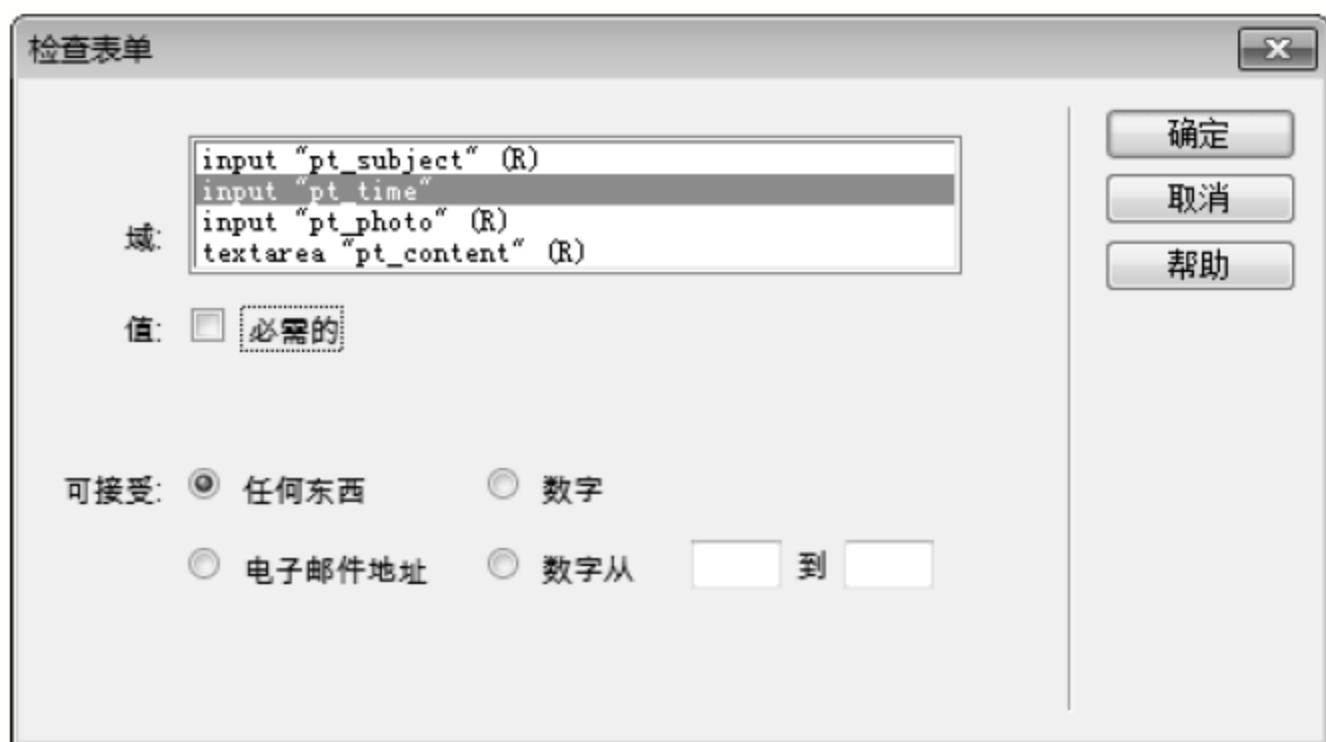 检查表单
域:
input "pt_subject" (R)
input "pt_time"
input "pt_photo" (R)
textarea "pt_content" (R)
值: 必需的
可接受: 任何东西 数字
电子邮件地址 数字从 到
确定
取消
帮助